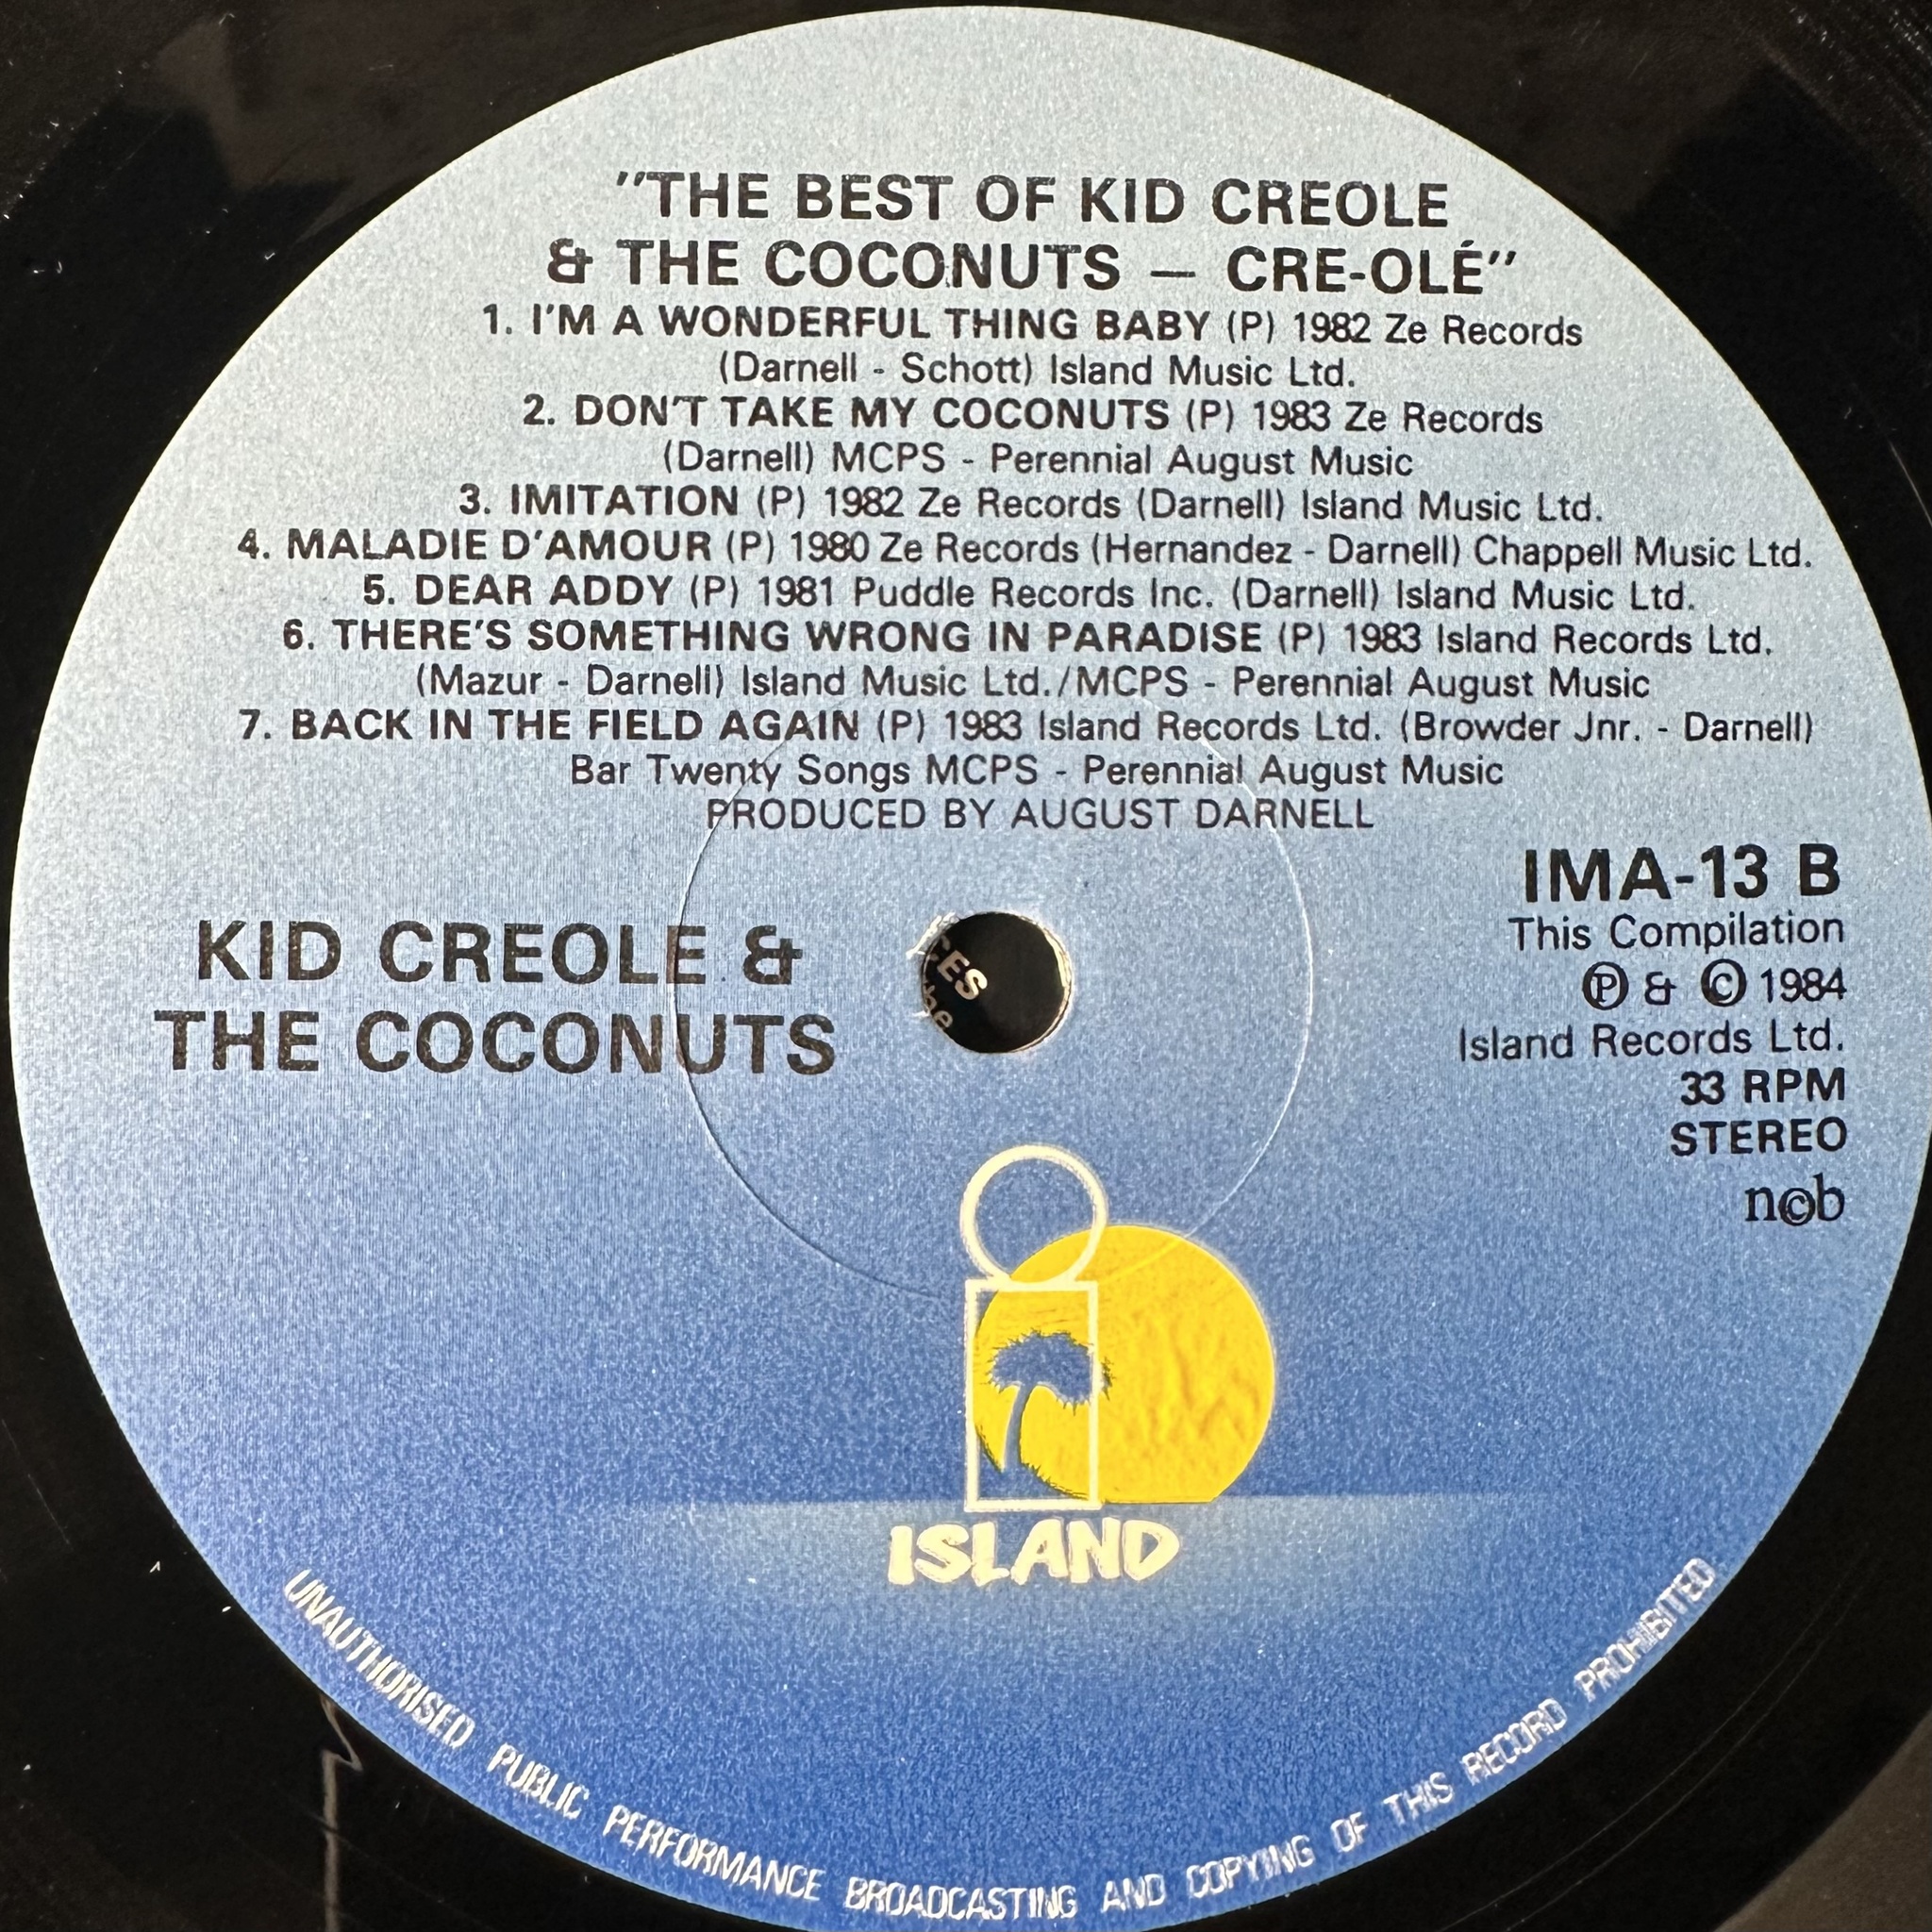 "THE BEST OF KID CREOLE
& THE COCONUTS — CRE-OLÉ"
1. I'M A WONDERFUL THING BABY (P) 1982 Ze Records
(Darnell - Schott) Island Music Ltd.
2. DON'T TAKE MY COCONUTS (P) 1983 Ze Records
(Darnell) MCPS - Perennial August Music
3. IMITATION (P) 1982 Ze Records (Darnell) Island Music Ltd.
4. MALADIE D'AMOUR (P) 1980 Ze Records (Hernandez - Darnell) Chappell Music Ltd.
5. DEAR ADDY (P) 1981 Puddle Records Inc. (Darnell) Island Music Ltd.
6. THERE'S SOMETHING WRONG IN PARADISE (P) 1983 Island Records Ltd.
(Mazur - Darnell) Island Music Ltd./MCPS - Perennial August Music
7. BACK IN THE FIELD AGAIN (P) 1983 Island Records Ltd. (Browder Jnr. - Darnell)
Bar Twenty Songs MCPS - Perennial August Music
PRODUCED BY AUGUST DARNELL
KID CREOLE &
THE COCONUTS
IMA-13 B
This Compilation
Ⓟ & © 1984
Island Records Ltd.
33 RPM
STEREO
n©b
ISLAND
UNAUTHORISED PUBLIC PERFORMANCE BROADCASTING AND COPYING OF THIS RECORD PROHIBITED